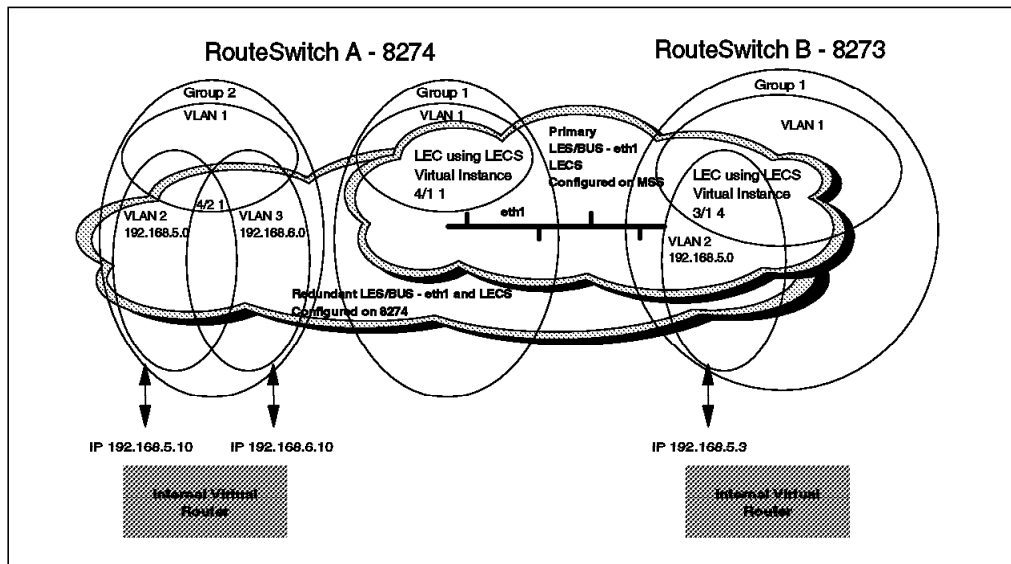 RouteSwitch A - 8274
RouteSwitch B - 8273
Group 2
VLAN 1
4/2 1
VLAN 2
192.168.5.0
VLAN 3
192.168.6.0
Group 1
VLAN 1
LEC using LECS
Virtual Instance
4/1 1
Primary
LES/BUS - eth1
LECS
Configured on MSS
eth1
Group 1
VLAN 1
LEC using LECS
Virtual Instance
3/1 4
VLAN 2
192.168.5.0
Redundant LES/BUS - eth1 and LECS
Configured on 8274
IP 192.168.5.10
IP 192.168.6.10
IP 192.168.5.3
Internal Virtual
Router
Internal Virtual
Router